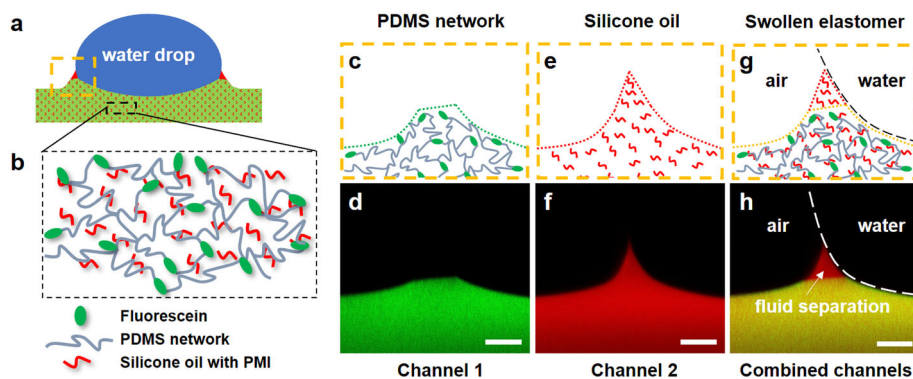 a
water drop
b
Fluorescein
PDMS network
Silicone oil with PMI
PDMS network
Silicone oil
Swollen elastomer
c
e
g
air
water
d
f
h
air
water
fluid separation
Channel 1
Channel 2
Combined channels